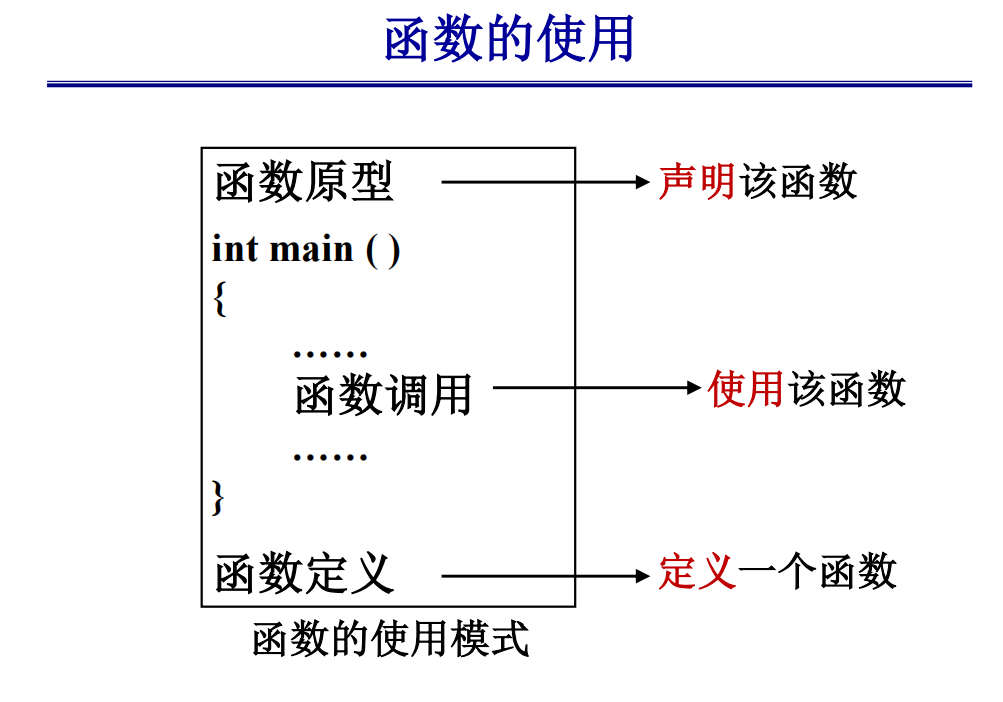 函数的使用
函数原型 声明该函数
int main ( )
{
……
函数调用 使用该函数
……
}
函数定义 定义一个函数
函数的使用模式